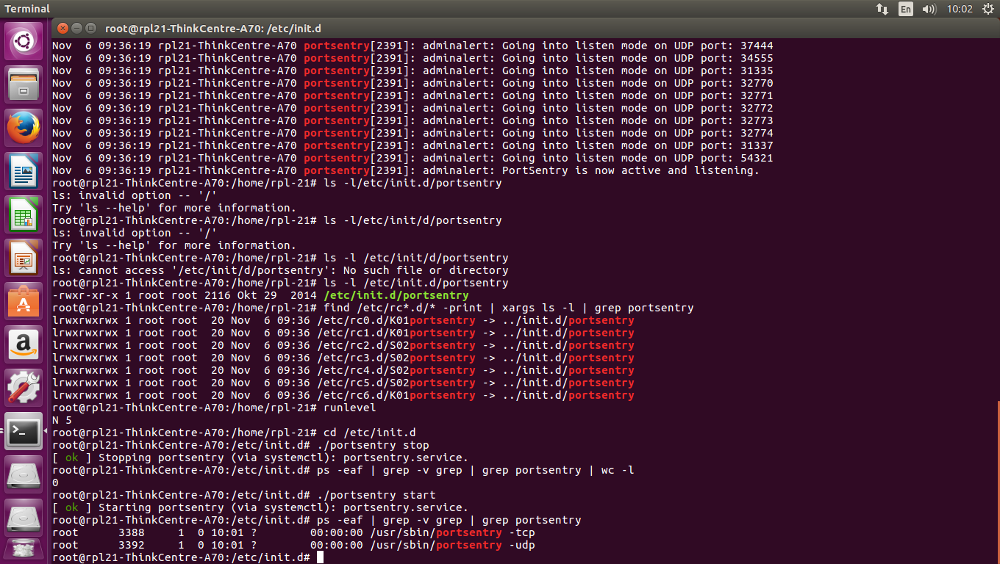 Terminal
En
10:02
root@rpl21-ThinkCentre-A70: /etc/init.d
Nov  6 09:36:19 rpl21-ThinkCentre-A70 portsentry[2391]: adminalert: Going into listen mode on UDP port: 37444
Nov  6 09:36:19 rpl21-ThinkCentre-A70 portsentry[2391]: adminalert: Going into listen mode on UDP port: 34555
Nov  6 09:36:19 rpl21-ThinkCentre-A70 portsentry[2391]: adminalert: Going into listen mode on UDP port: 31335
Nov  6 09:36:19 rpl21-ThinkCentre-A70 portsentry[2391]: adminalert: Going into listen mode on UDP port: 32770
Nov  6 09:36:19 rpl21-ThinkCentre-A70 portsentry[2391]: adminalert: Going into listen mode on UDP port: 32771
Nov  6 09:36:19 rpl21-ThinkCentre-A70 portsentry[2391]: adminalert: Going into listen mode on UDP port: 32772
Nov  6 09:36:19 rpl21-ThinkCentre-A70 portsentry[2391]: adminalert: Going into listen mode on UDP port: 32773
Nov  6 09:36:19 rpl21-ThinkCentre-A70 portsentry[2391]: adminalert: Going into listen mode on UDP port: 32774
Nov  6 09:36:19 rpl21-ThinkCentre-A70 portsentry[2391]: adminalert: Going into listen mode on UDP port: 31337
Nov  6 09:36:19 rpl21-ThinkCentre-A70 portsentry[2391]: adminalert: Going into listen mode on UDP port: 54321
Nov  6 09:36:19 rpl21-ThinkCentre-A70 portsentry[2391]: adminalert: PortSentry is now active and listening.
root@rpl21-ThinkCentre-A70:/home/rpl-21# ls -l/etc/init.d/portsentry
ls: invalid option -- '/'
Try 'ls --help' for more information.
root@rpl21-ThinkCentre-A70:/home/rpl-21# ls -l/etc/init/d/portsentry
ls: invalid option -- '/'
Try 'ls --help' for more information.
root@rpl21-ThinkCentre-A70:/home/rpl-21# ls -l /etc/init/d/portsentry
ls: cannot access '/etc/init/d/portsentry': No such file or directory
root@rpl21-ThinkCentre-A70:/home/rpl-21# ls -l /etc/init.d/portsentry
-rwxr-xr-x 1 root root 2116 Okt 29  2014 /etc/init.d/portsentry
root@rpl21-ThinkCentre-A70:/home/rpl-21# find /etc/rc*.d/* -print | xargs ls -l | grep portsentry
lrwxrwxrwx 1 root root  20 Nov  6 09:36 /etc/rc0.d/K01portsentry -> ../init.d/portsentry
lrwxrwxrwx 1 root root  20 Nov  6 09:36 /etc/rc1.d/K01portsentry -> ../init.d/portsentry
lrwxrwxrwx 1 root root  20 Nov  6 09:36 /etc/rc2.d/S02portsentry -> ../init.d/portsentry
lrwxrwxrwx 1 root root  20 Nov  6 09:36 /etc/rc3.d/S02portsentry -> ../init.d/portsentry
lrwxrwxrwx 1 root root  20 Nov  6 09:36 /etc/rc4.d/S02portsentry -> ../init.d/portsentry
lrwxrwxrwx 1 root root  20 Nov  6 09:36 /etc/rc5.d/S02portsentry -> ../init.d/portsentry
lrwxrwxrwx 1 root root  20 Nov  6 09:36 /etc/rc6.d/K01portsentry -> ../init.d/portsentry
root@rpl21-ThinkCentre-A70:/home/rpl-21# runlevel
N 5
root@rpl21-ThinkCentre-A70:/home/rpl-21# cd /etc/init.d
root@rpl21-ThinkCentre-A70:/etc/init.d# ./portsentry stop
[ ok ] Stopping portsentry (via systemctl): portsentry.service.
root@rpl21-ThinkCentre-A70:/etc/init.d# ps -eaf | grep -v grep | grep portsentry | wc -l
0
root@rpl21-ThinkCentre-A70:/etc/init.d# ./portsentry start
[ ok ] Starting portsentry (via systemctl): portsentry.service.
root@rpl21-ThinkCentre-A70:/etc/init.d# ps -eaf | grep -v grep | grep portsentry
root      3388     1  0 10:01 ?        00:00:00 /usr/sbin/portsentry -tcp
root      3392     1  0 10:01 ?        00:00:00 /usr/sbin/portsentry -udp
root@rpl21-ThinkCentre-A70:/etc/init.d#